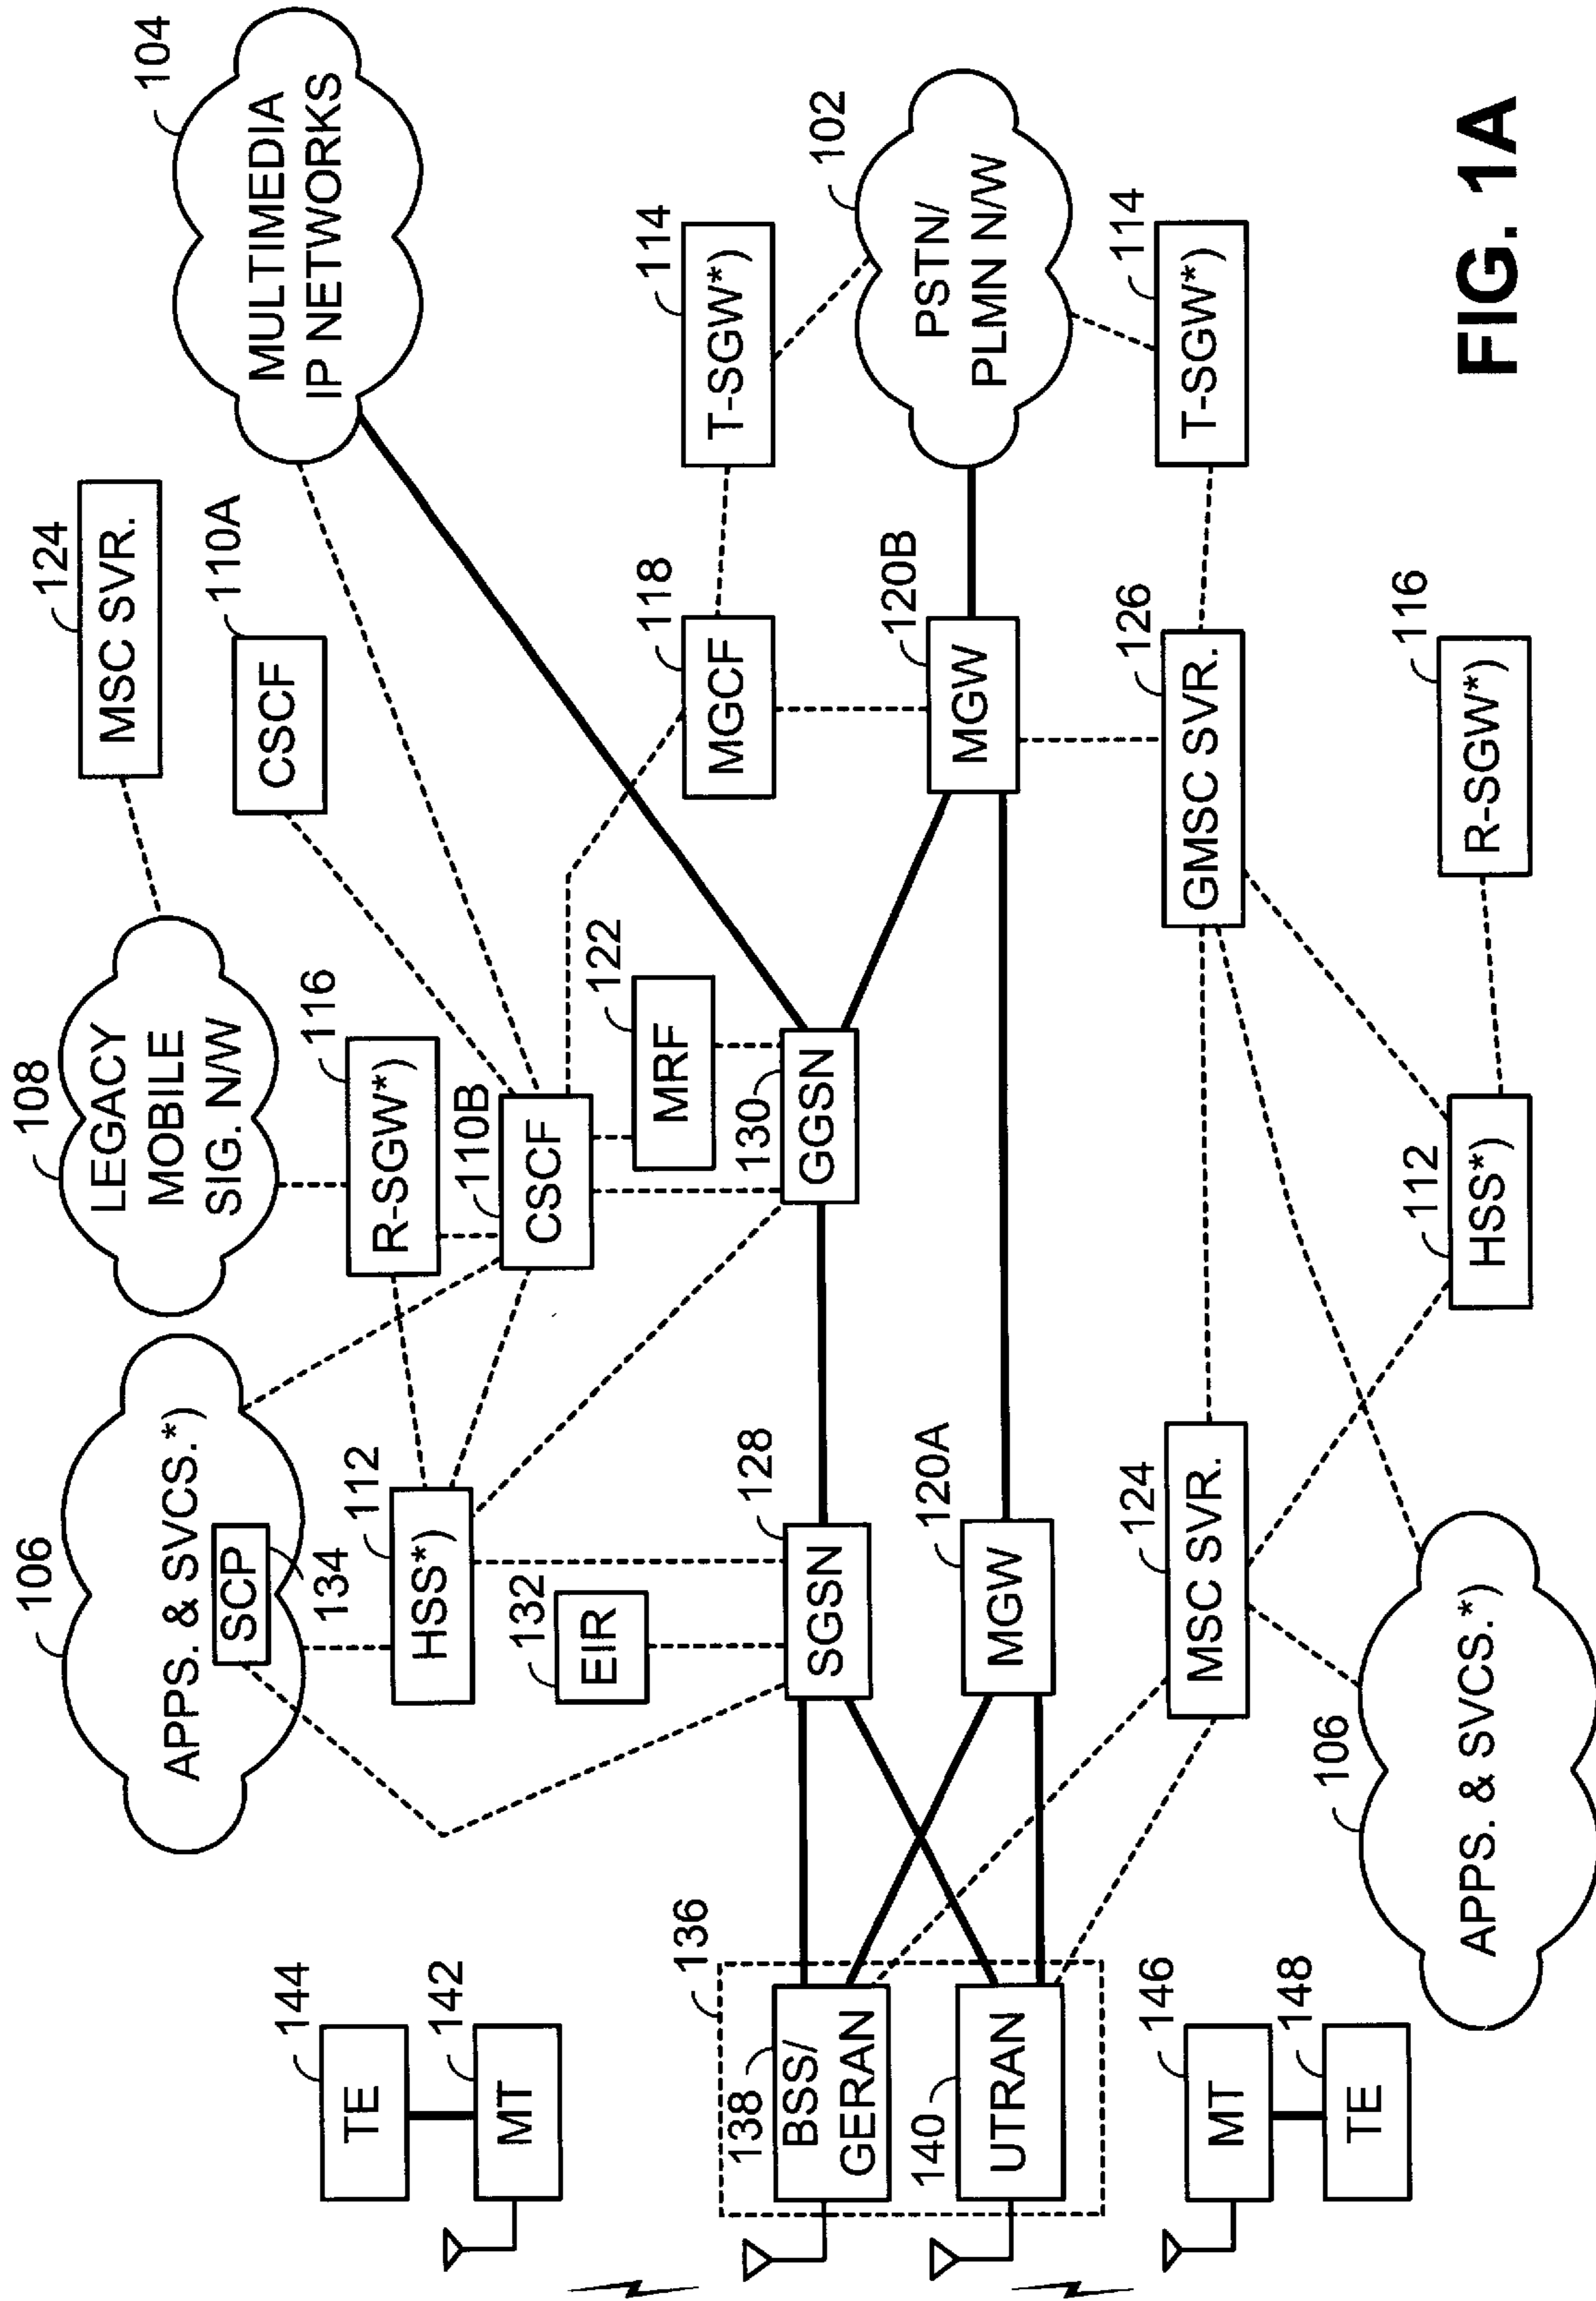 106
APPS. & SVCS.*)
SCP
134
108
LEGACY
MOBILE
SIG. N/W
124
MSC SVR.
104
MULTIMEDIA
IP NETWORKS
110A
CSCF
144
TE
142
MT
112
HSS*)
116
R-SGW*)
110B
CSCF
132
EIR
122
MRF
118
MGCF
114
T-SGW*)
136
138
BSS/
GERAN
128
SGSN
130
GGSN
102
PSTN/
PLMN N/W
140
UTRAN
120A
MGW
120B
MGW
146
MT
148
TE
124
MSC SVR.
126
GMSC SVR.
114
T-SGW*)
106
APPS. & SVCS.*)
112
HSS*)
116
R-SGW*)
FIG. 1A